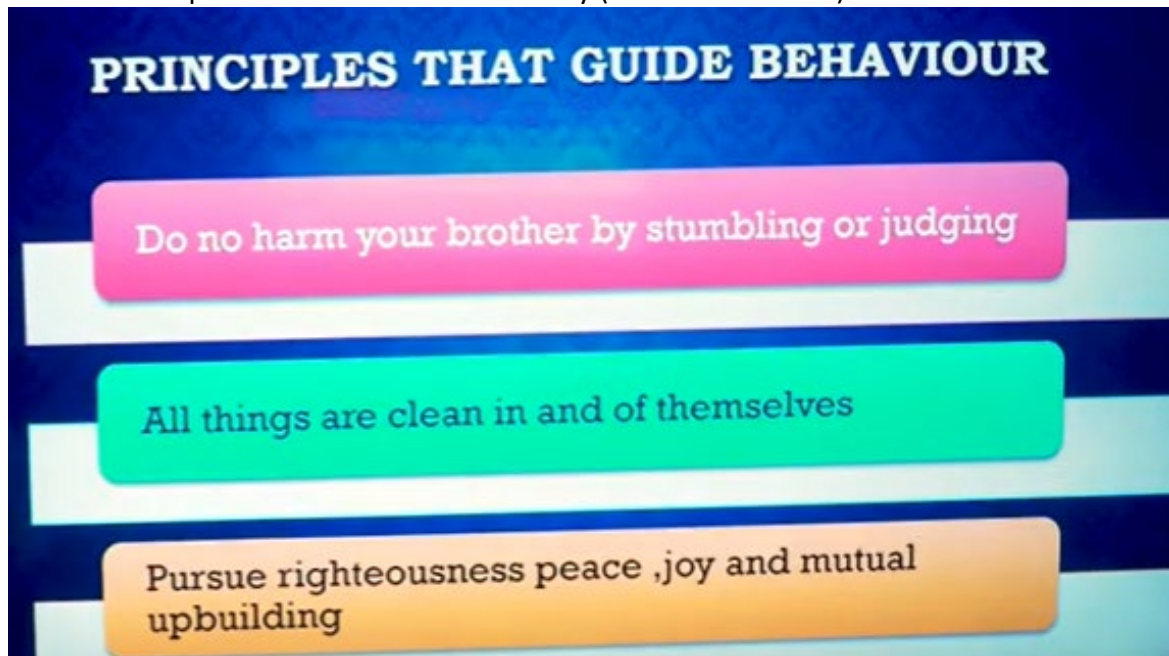 PRINCIPLES THAT GUIDE BEHAVIOUR
Do no harm your brother by stumbling or judging
All things are clean in and of themselves
Pursue righteousness peace ,joy and mutual
upbuilding